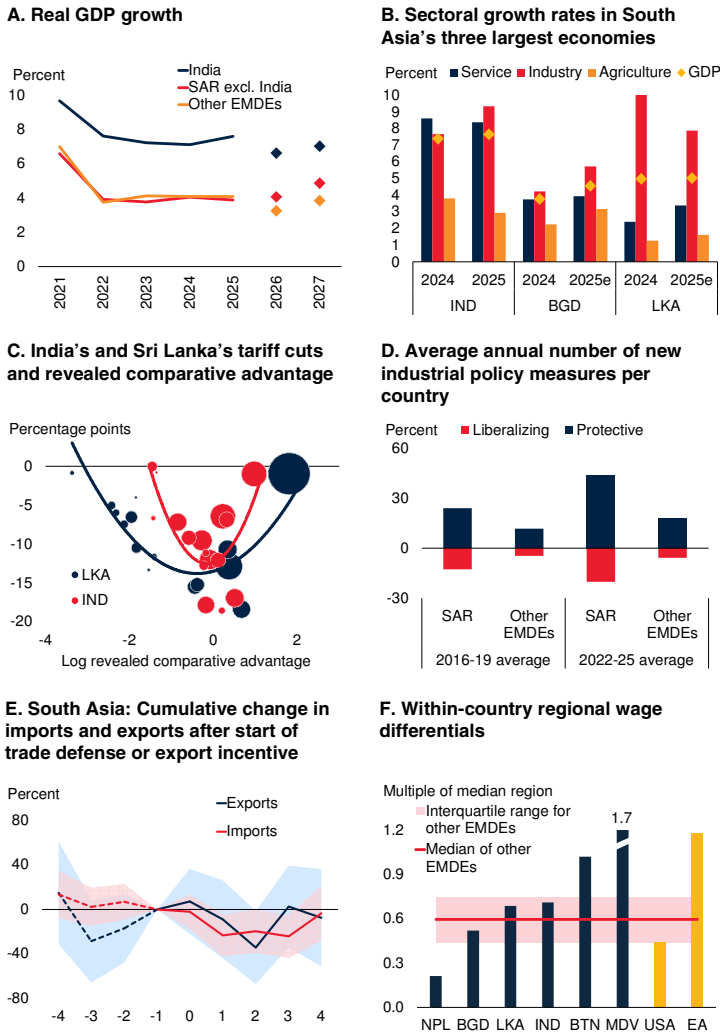 A. Real GDP growth
Percent
India
SAR excl. India
Other EMDEs
10
8
6
4
2
0
2021
2022
2023
2024
2025
2026
2027
B. Sectoral growth rates in South
Asia's three largest economies
Percent
Service
Industry
Agriculture
GDP
10
9
8
7
6
5
4
3
2
1
0
2024
2025
2024
2025e
2024
2025e
IND
BGD
LKA
C. India's and Sri Lanka's tariff cuts
and revealed comparative advantage
Percentage points
0
-5
-10
-15
-20
LKA
IND
-4
-2
0
2
Log revealed comparative advantage
D. Average annual number of new
industrial policy measures per
country
Percent
Liberalizing
Protective
60
30
0
-30
SAR
Other
EMDEs
SAR
Other
EMDEs
2016-19 average
2022-25 average
E. South Asia: Cumulative change in
imports and exports after start of
trade defense or export incentive
Percent
Exports
Imports
80
40
0
-40
-80
-4
-3
-2
-1
0
1
2
3
4
F. Within-country regional wage
differentials
Multiple of median region
Interquartile range for
other EMDEs
Median of other
EMDEs
1.7
1.2
0.9
0.6
0.3
0.0
NPL
BGD
LKA
IND
BTN
MDV
USA
EA